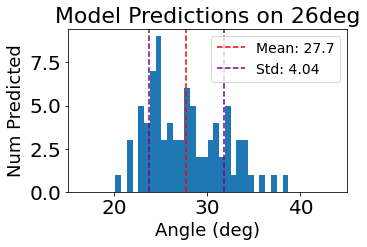 Model Predictions on 26deg
Mean: 27.7
Std: 4.04
Num Predicted
7.5
5.0
2.5
0.0
20 30 40
Angle (deg)